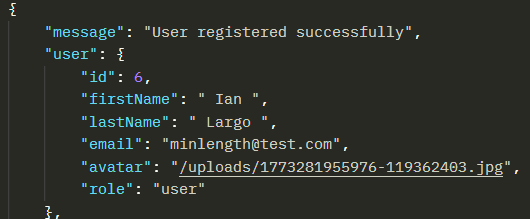 {
"message": "User registered successfully",
"user": {
"id": 6,
"firstName": " Ian ",
"lastName": " Largo ",
"email": "minlength@test.com",
"avatar": "/uploads/1773281955976-119362403.jpg",
"role": "user"
},